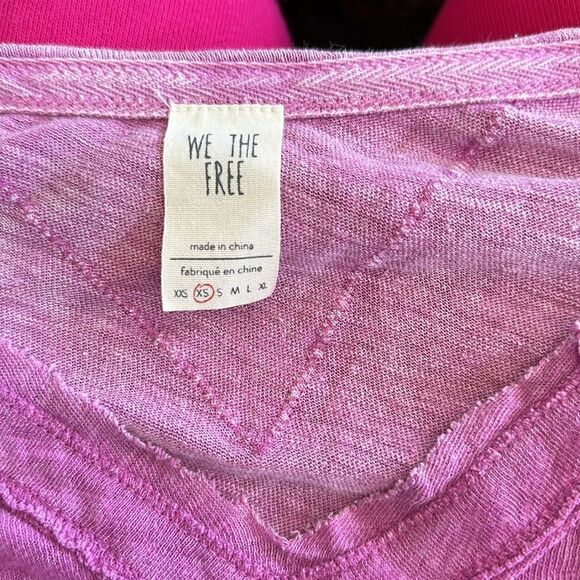 WE THE
FREE
made in china
fabriqué en chine
XXS XS S M L XL